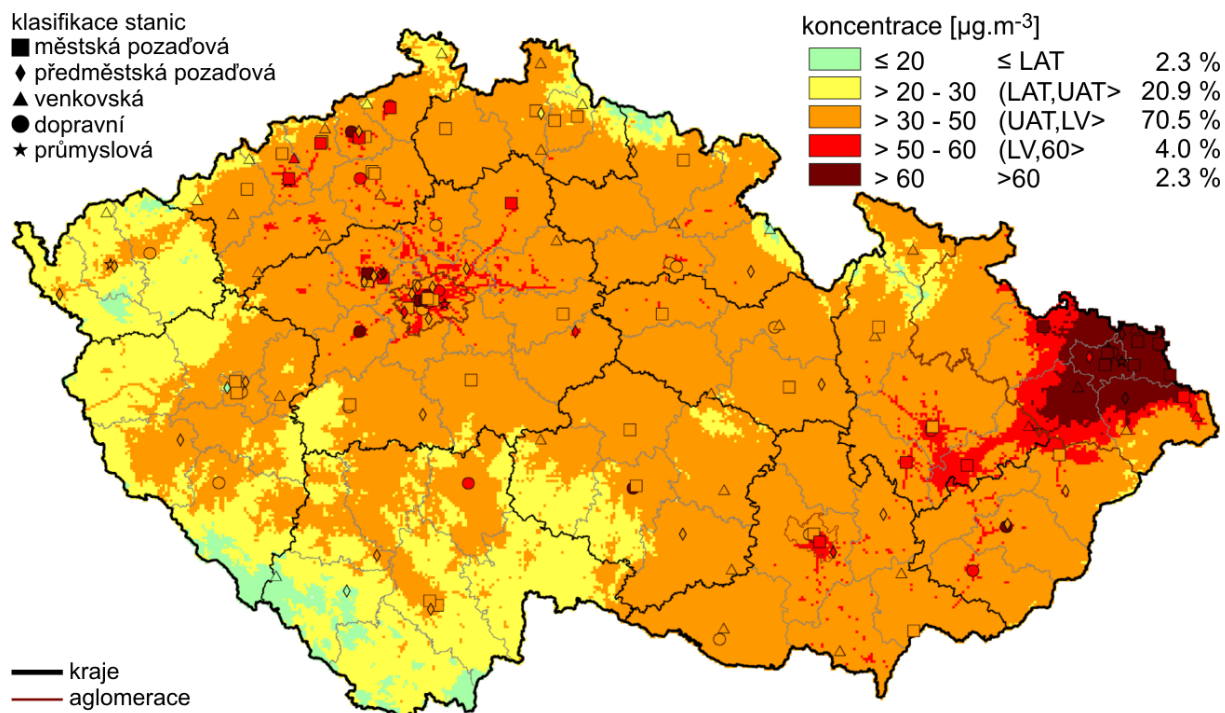 klasifikace stanic
městská pozaďová
předměstská pozaďová
venkovská
dopravní
průmyslová
koncentrace [µg.m-3]
≤ 20 ≤ LAT 2.3 %
> 20 - 30 (LAT,UAT> 20.9 %
> 30 - 50 (UAT,LV> 70.5 %
> 50 - 60 (LV,60> 4.0 %
> 60 >60 2.3 %
kraje
aglomerace